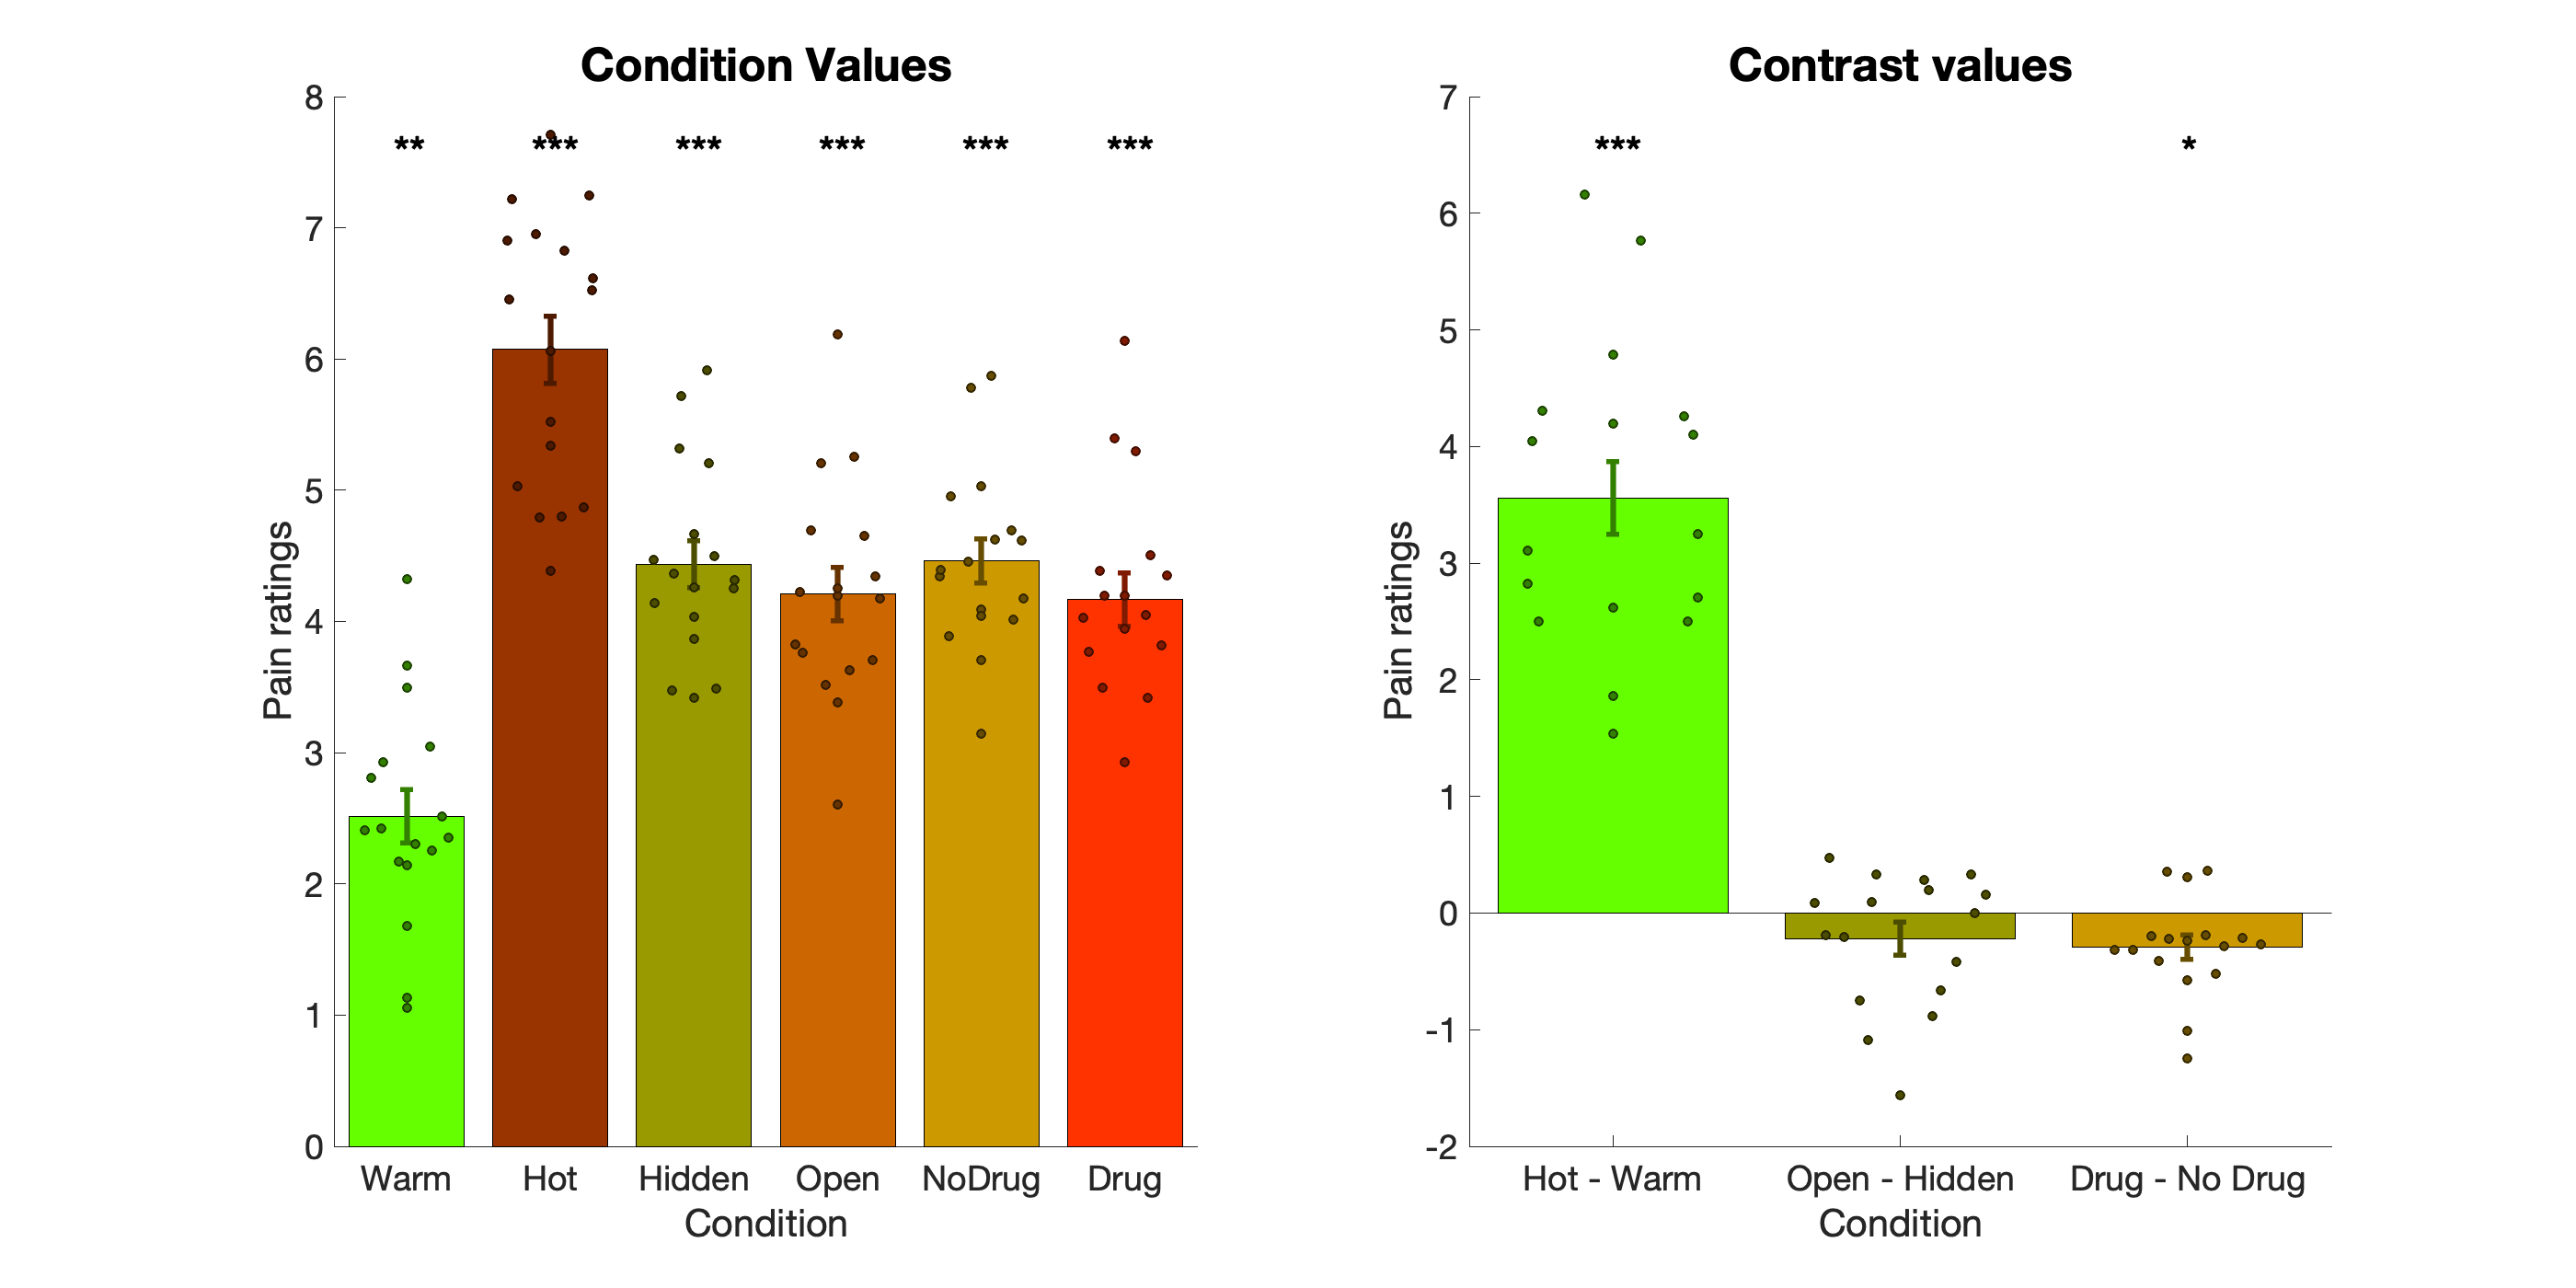 Condition Values
8
7
6
5
4
3
2
1
0
** *** *** *** *** ***
Pain ratings
Warm Hot Hidden Open NoDrug Drug
Condition
Contrast values
7
6
5
4
3
2
1
0
-1
-2
*** *
Pain ratings
Hot - Warm Open - Hidden Drug - No Drug
Condition